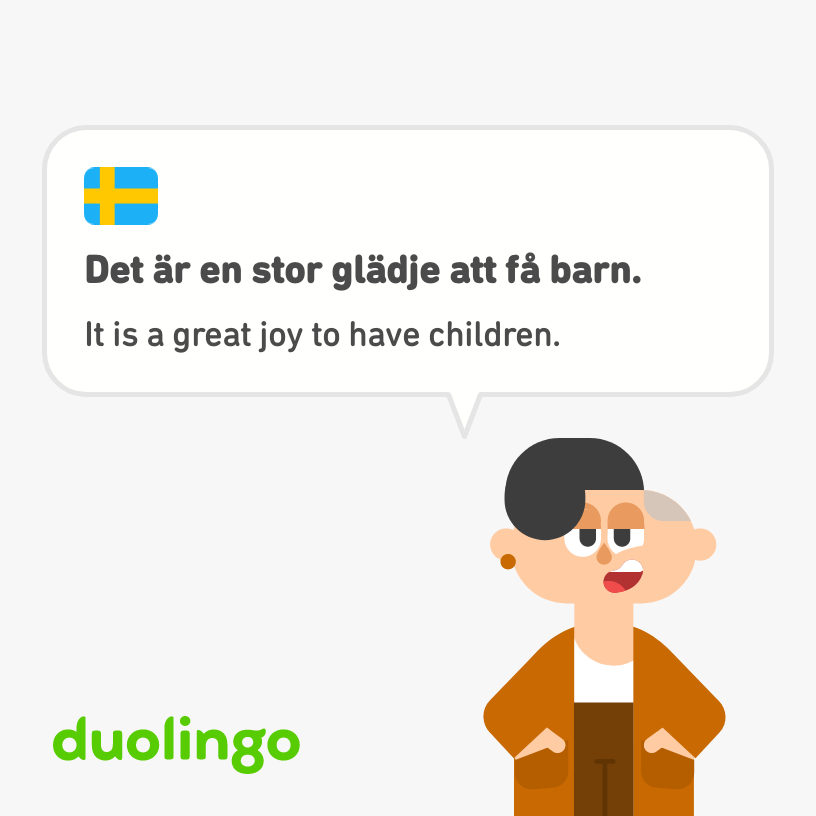 Det är en stor glädje att få barn.
It is a great joy to have children.
duolingo